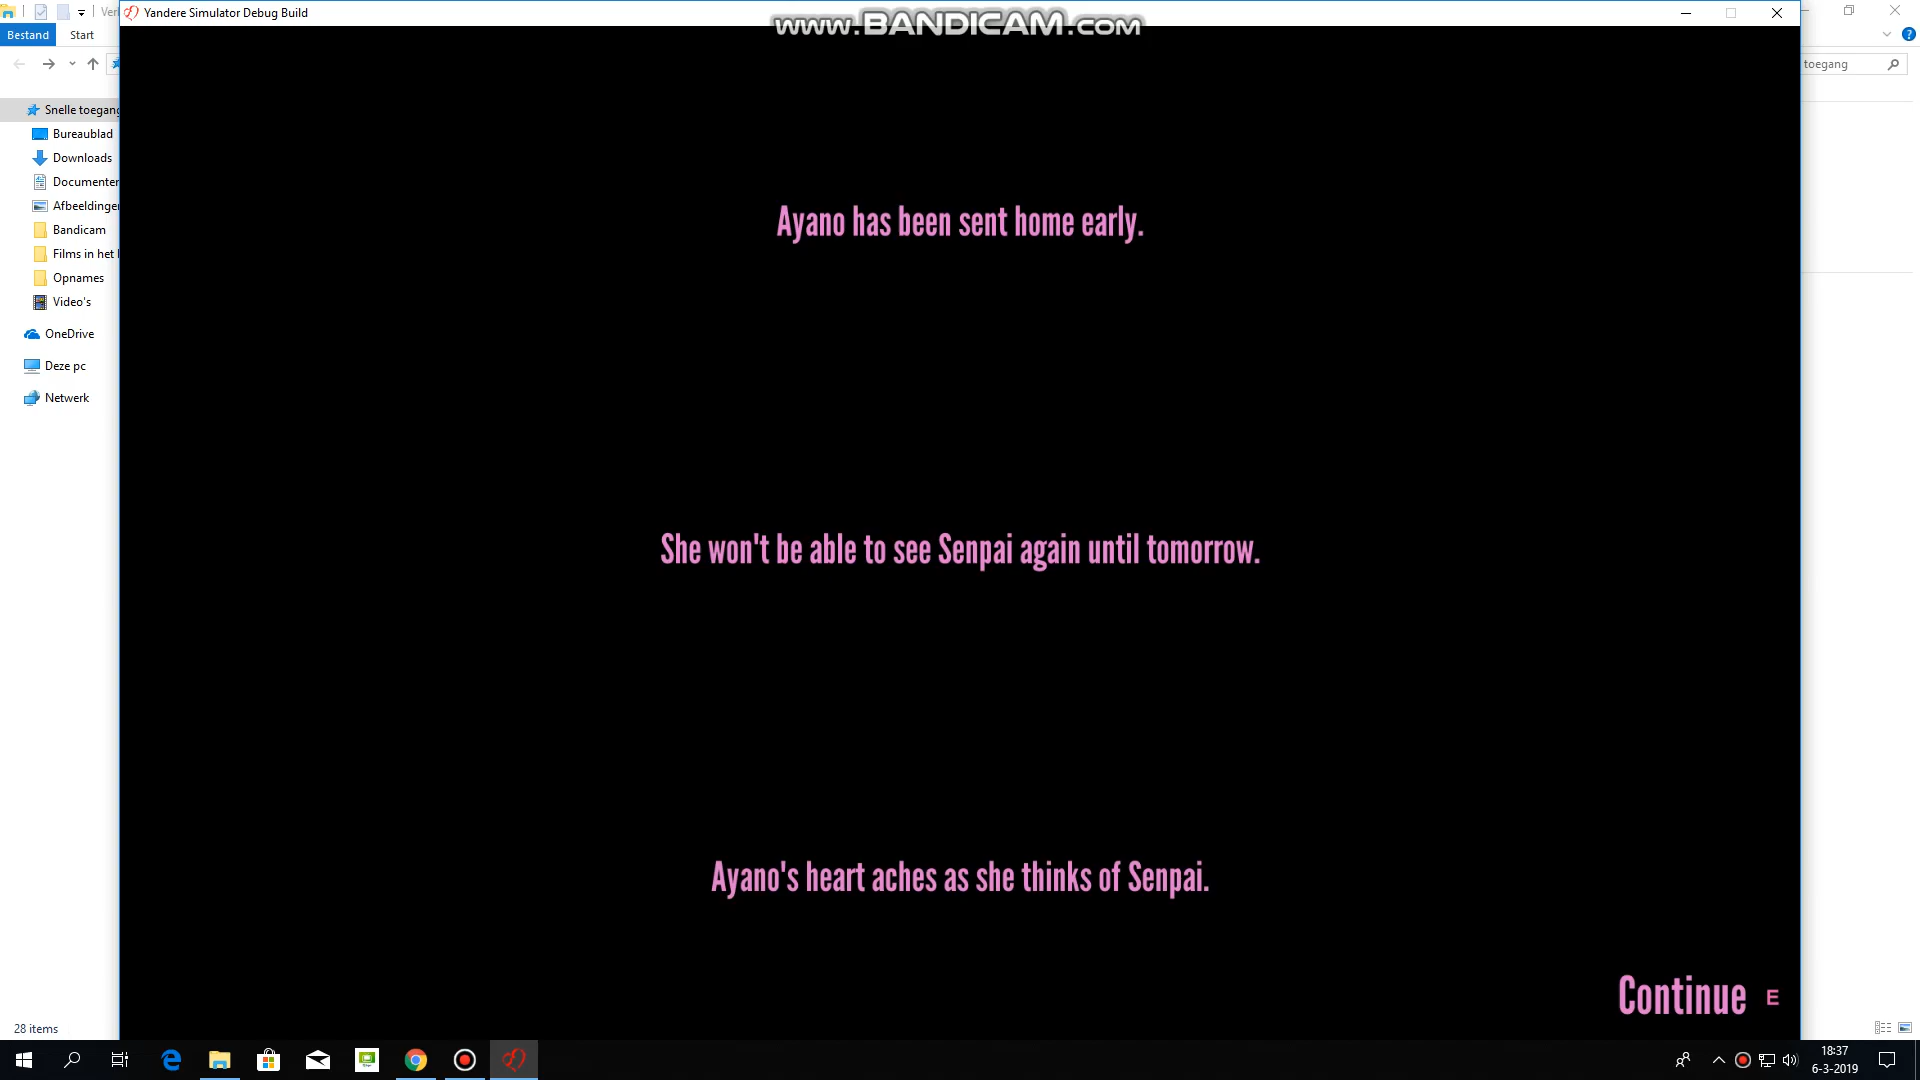 Yandere Simulator Debug Build
www.BANDICAM.com
Bestand
Start
toegang
Snelle toegang
Bureaublad
Downloads
Documenten
Afbeeldingen
Bandicam
Films in het
Opnames
Video's
OneDrive
Deze pc
Netwerk
Ayano has been sent home early.
She won't be able to see Senpai again until tomorrow.
Ayano's heart aches as she thinks of Senpai.
Continue E
28 items
18:37
6-3-2019